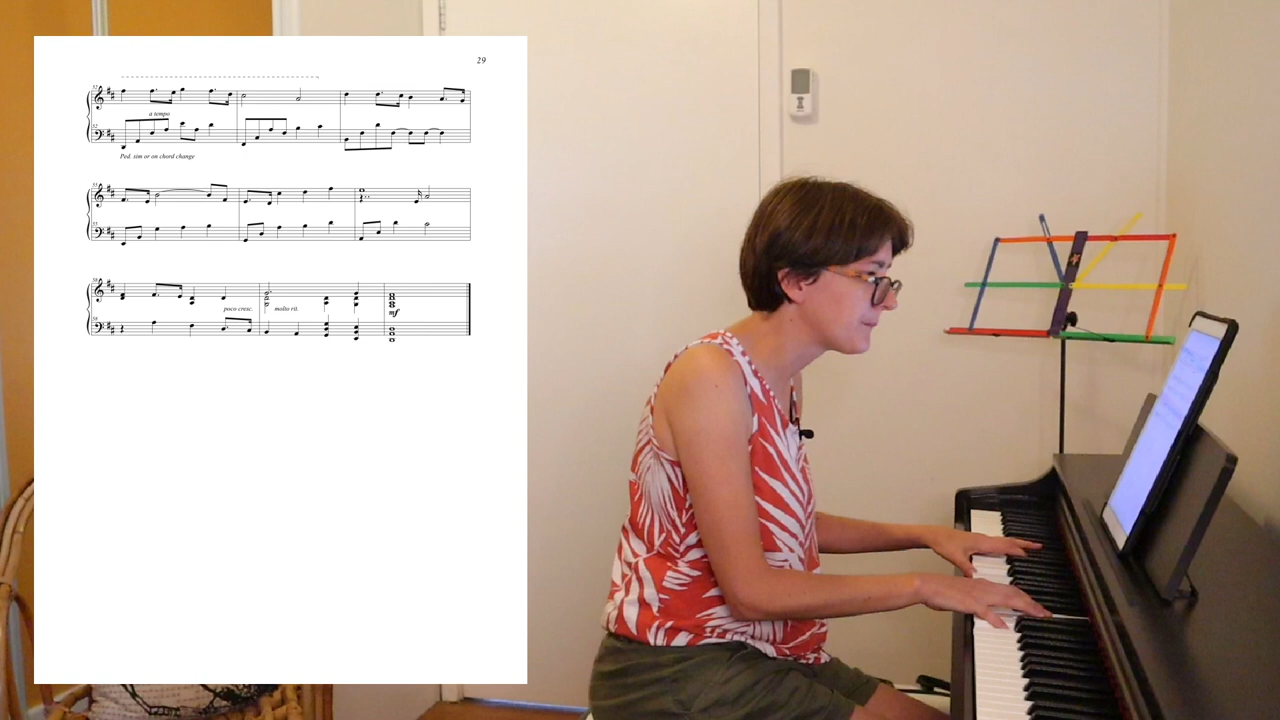 29
a tempo
Ped. sim or on chord change
poco cresc.
molto rit.
mf